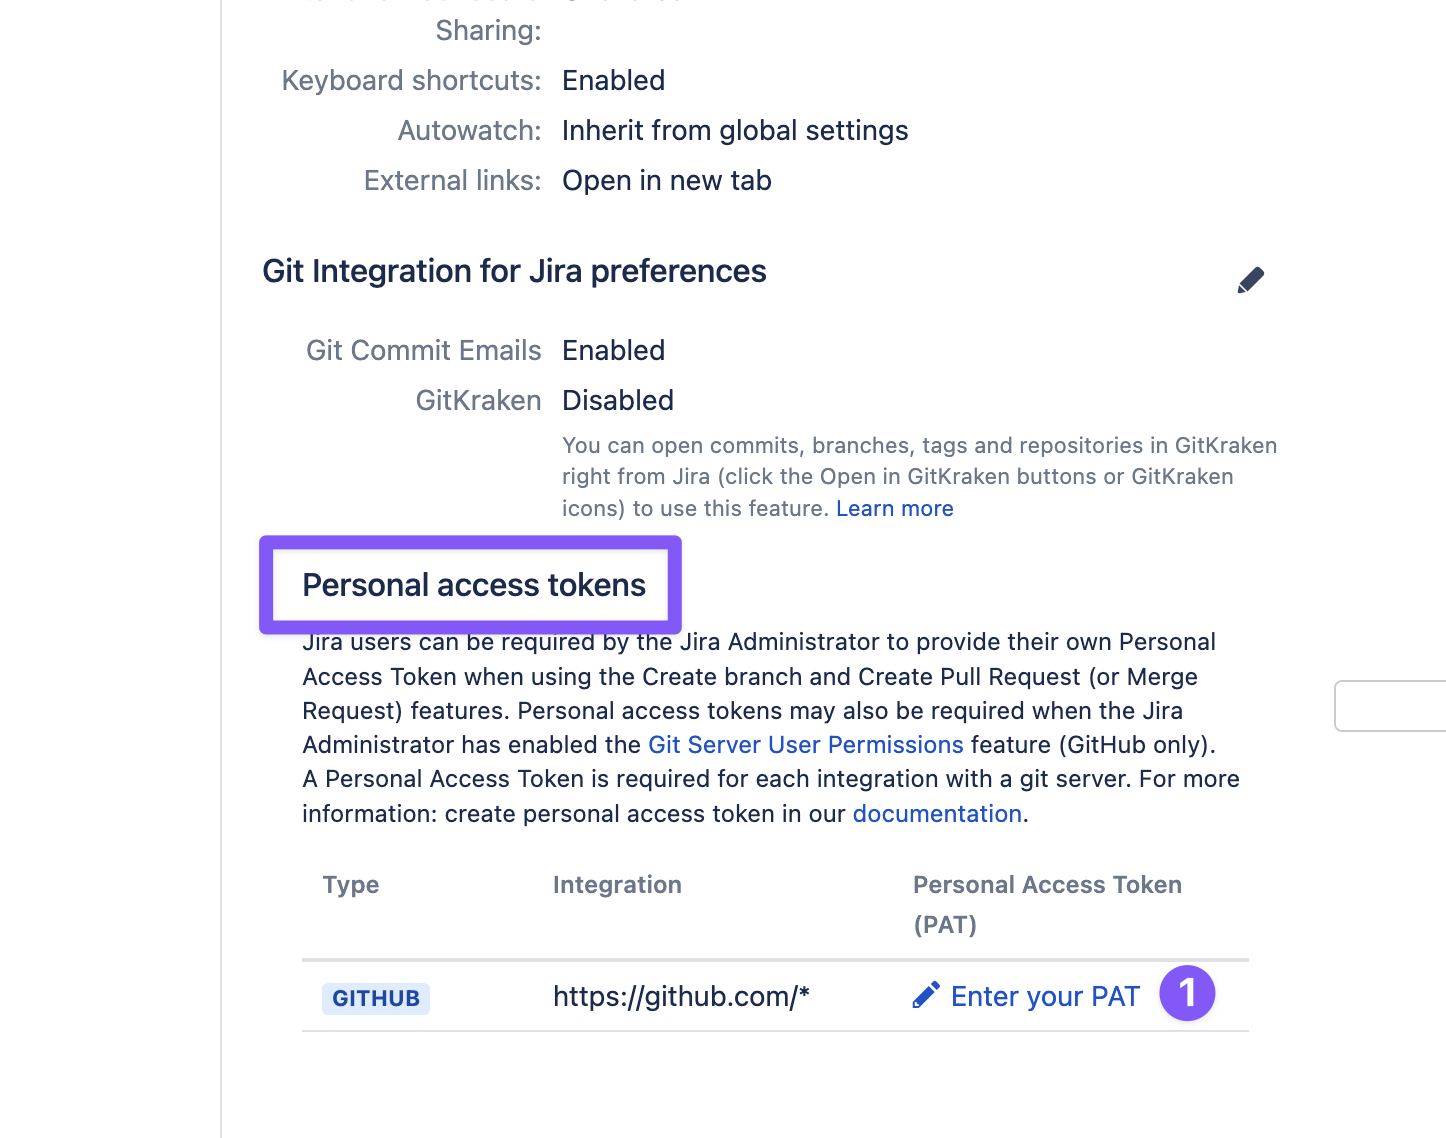 Sharing:
Keyboard shortcuts: Enabled
Autowatch: Inherit from global settings
External links: Open in new tab
Git Integration for Jira preferences
Git Commit Emails Enabled
GitKraken Disabled
You can open commits, branches, tags and repositories in GitKraken
right from Jira (click the Open in GitKraken buttons or GitKraken
icons) to use this feature. Learn more
Personal access tokens
Jira users can be required by the Jira Administrator to provide their own Personal
Access Token when using the Create branch and Create Pull Request (or Merge
Request) features. Personal access tokens may also be required when the Jira
Administrator has enabled the Git Server User Permissions feature (GitHub only).
A Personal Access Token is required for each integration with a git server. For more
information: create personal access token in our documentation.
Type Integration Personal Access Token
(PAT)
GITHUB https://github.com/* Enter your PAT 1